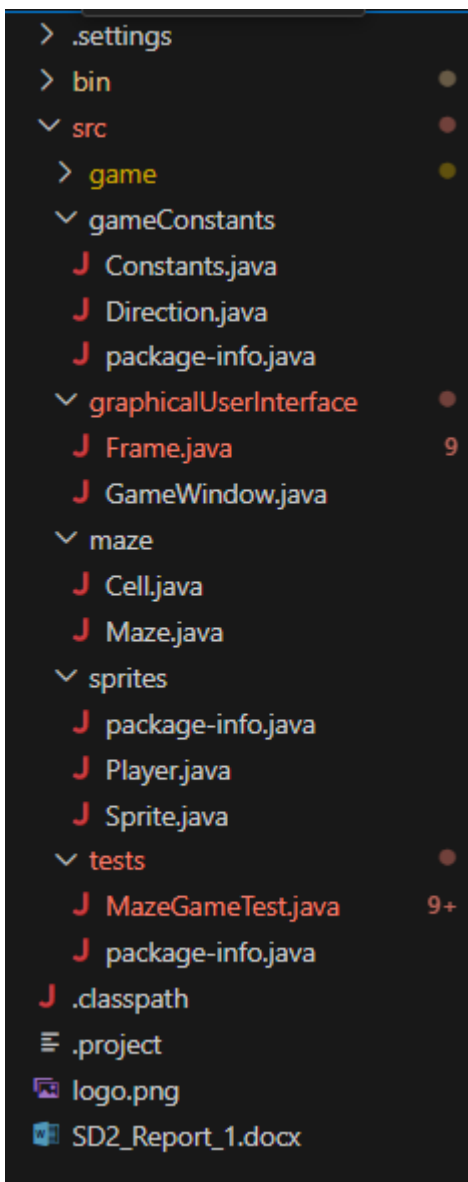 .settings
bin
src
game
gameConstants
J Constants.java
J Direction.java
J package-info.java
graphicalUserInterface
J Frame.java 9
J GameWindow.java
maze
J Cell.java
J Maze.java
sprites
J package-info.java
J Player.java
J Sprite.java
tests
J MazeGameTest.java 9+
J package-info.java
J .classpath
.project
logo.png
SD2_Report_1.docx